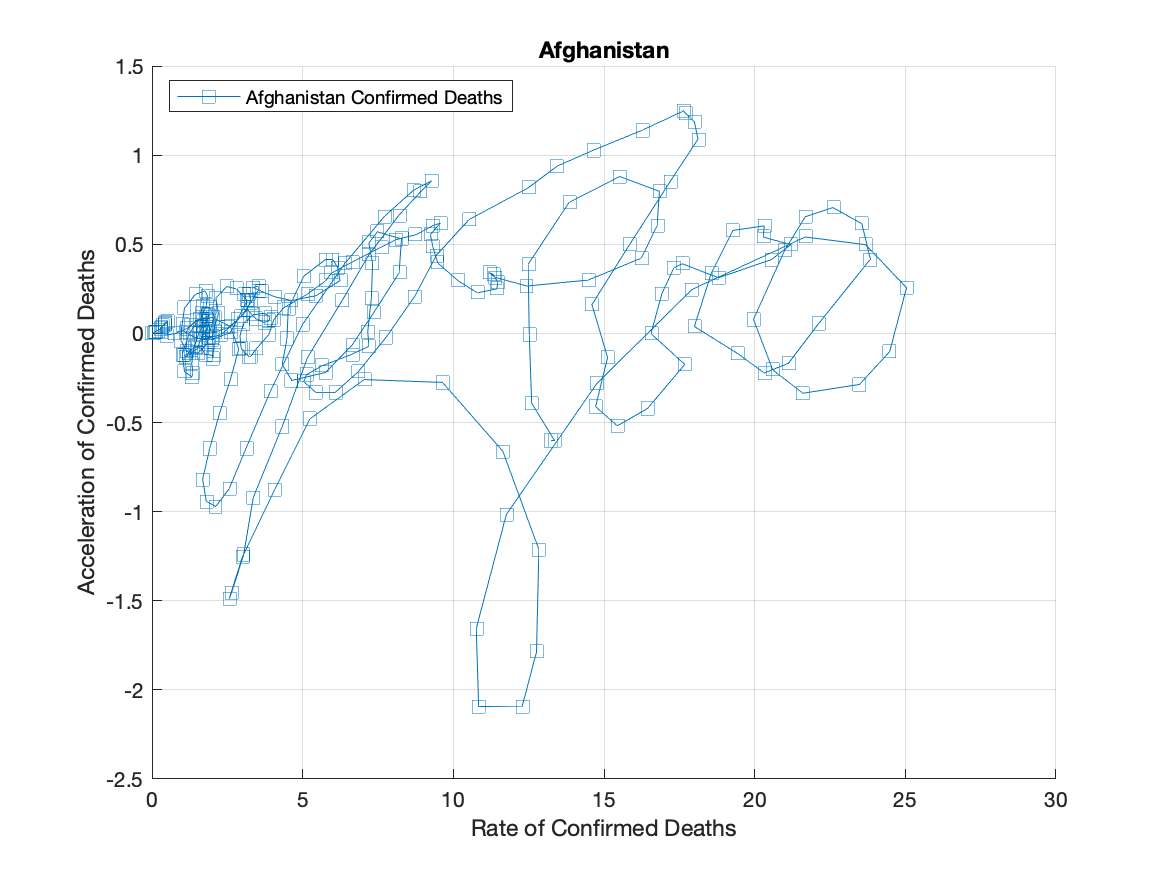 Afghanistan
Afghanistan Confirmed Deaths
1.5
1
0.5
0
-0.5
-1
-1.5
-2
-2.5
Acceleration of Confirmed Deaths
0 5 10 15 20 25 30
Rate of Confirmed Deaths